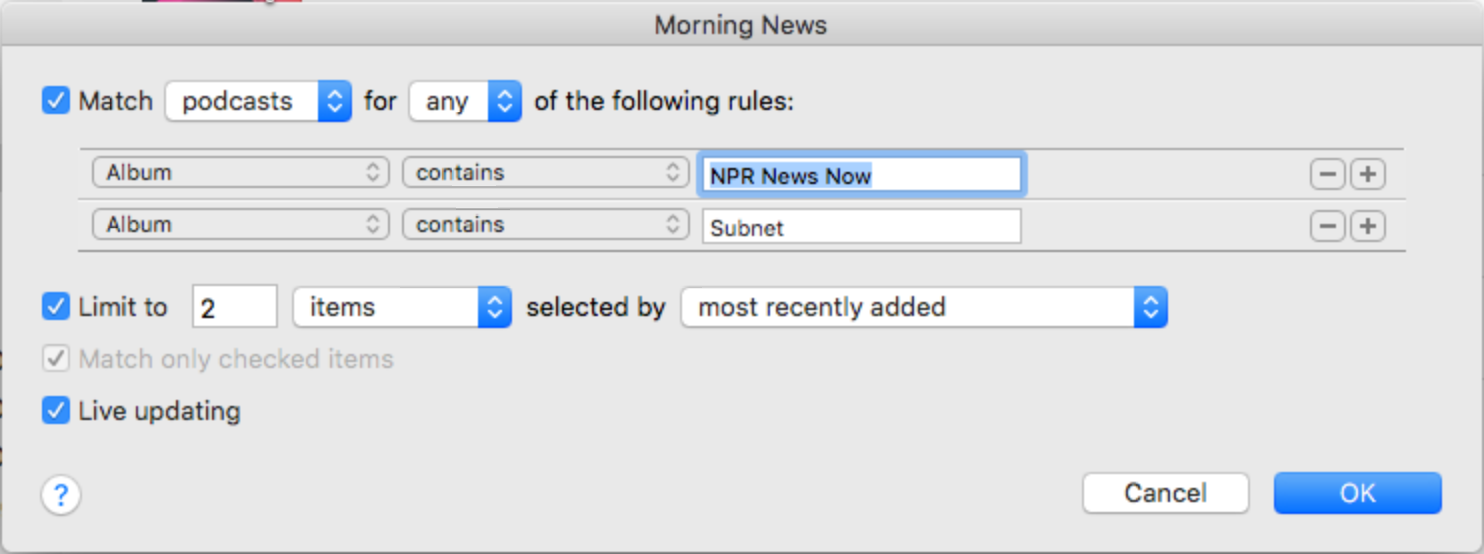 Morning News
Match podcasts for any of the following rules:
Album contains NPR News Now
Album contains Subnet
Limit to 2 items selected by most recently added
Match only checked items
Live updating
? Cancel OK